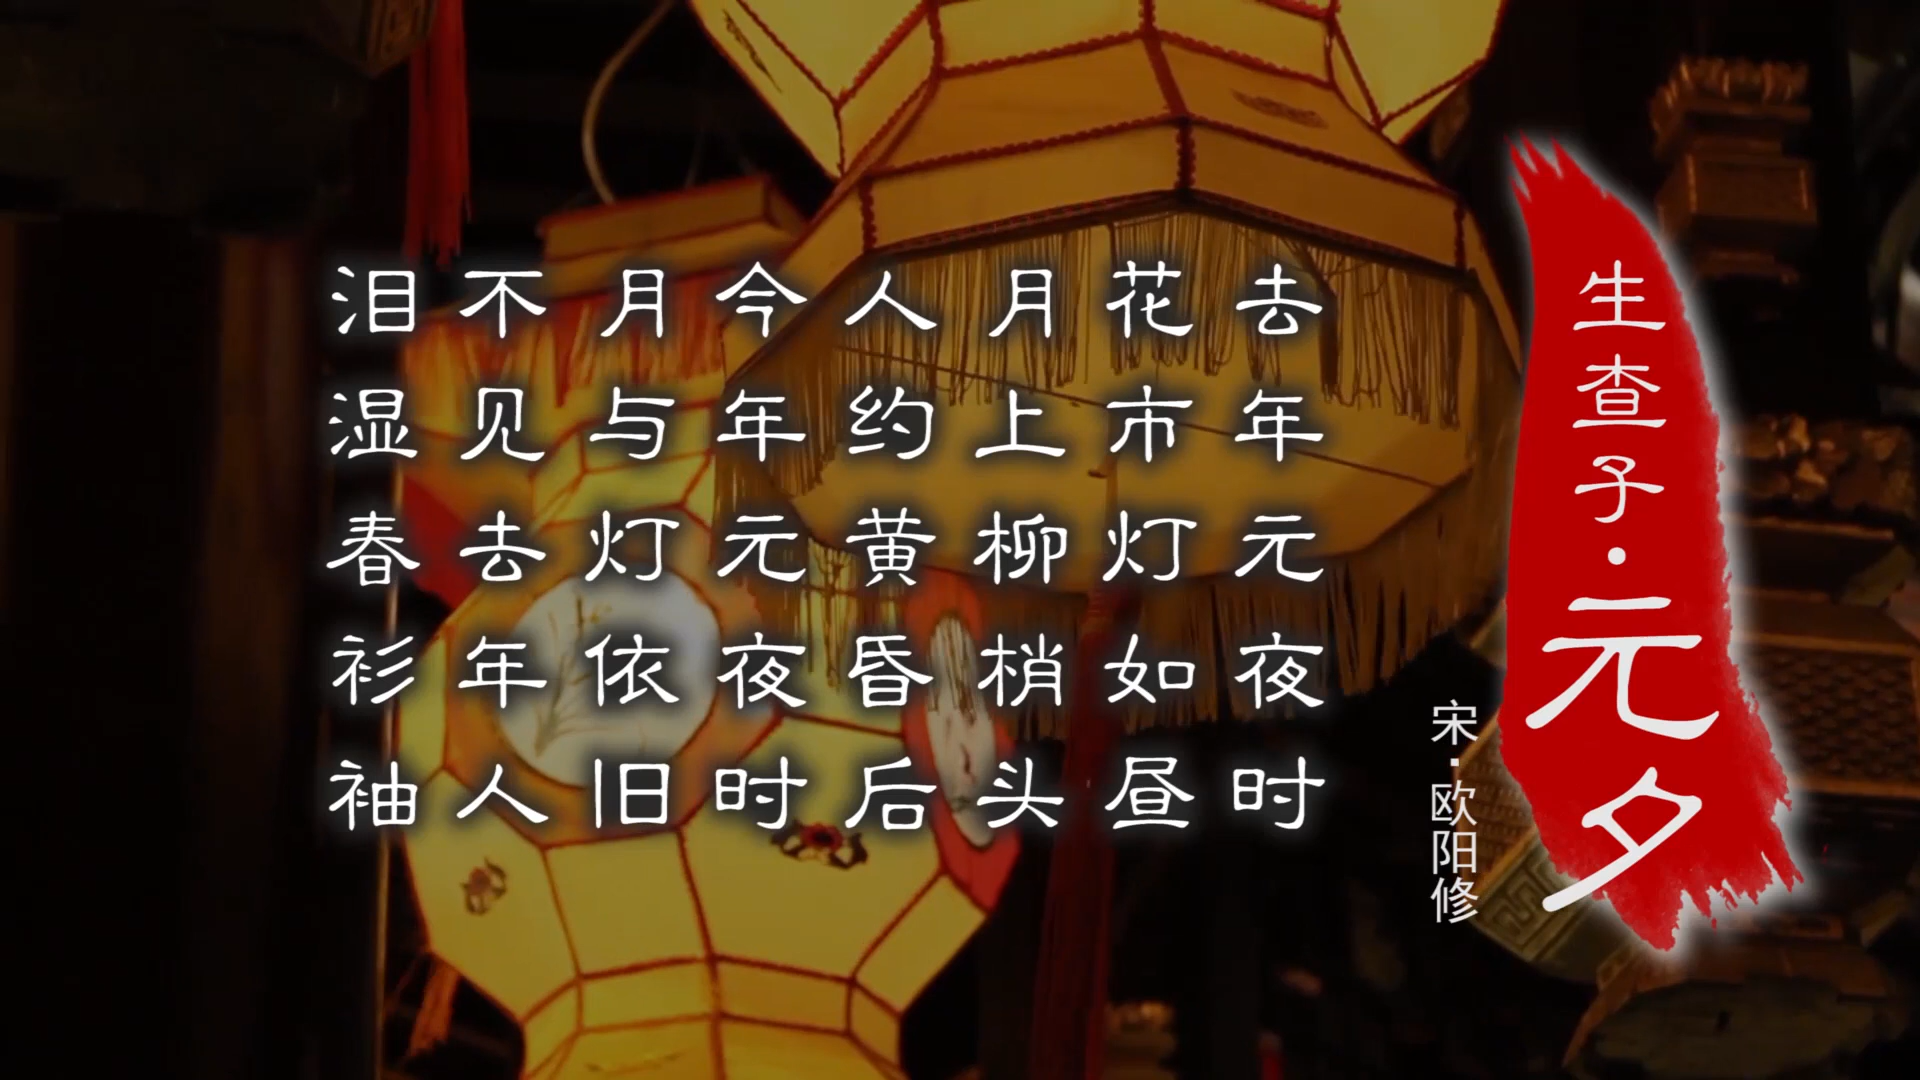 生查子·元夕
宋·欧阳修
去年元夜时
花市灯如昼
月上柳梢头
人约黄昏后
今年元夜时
月与灯依旧
不见去年人
泪湿春衫袖